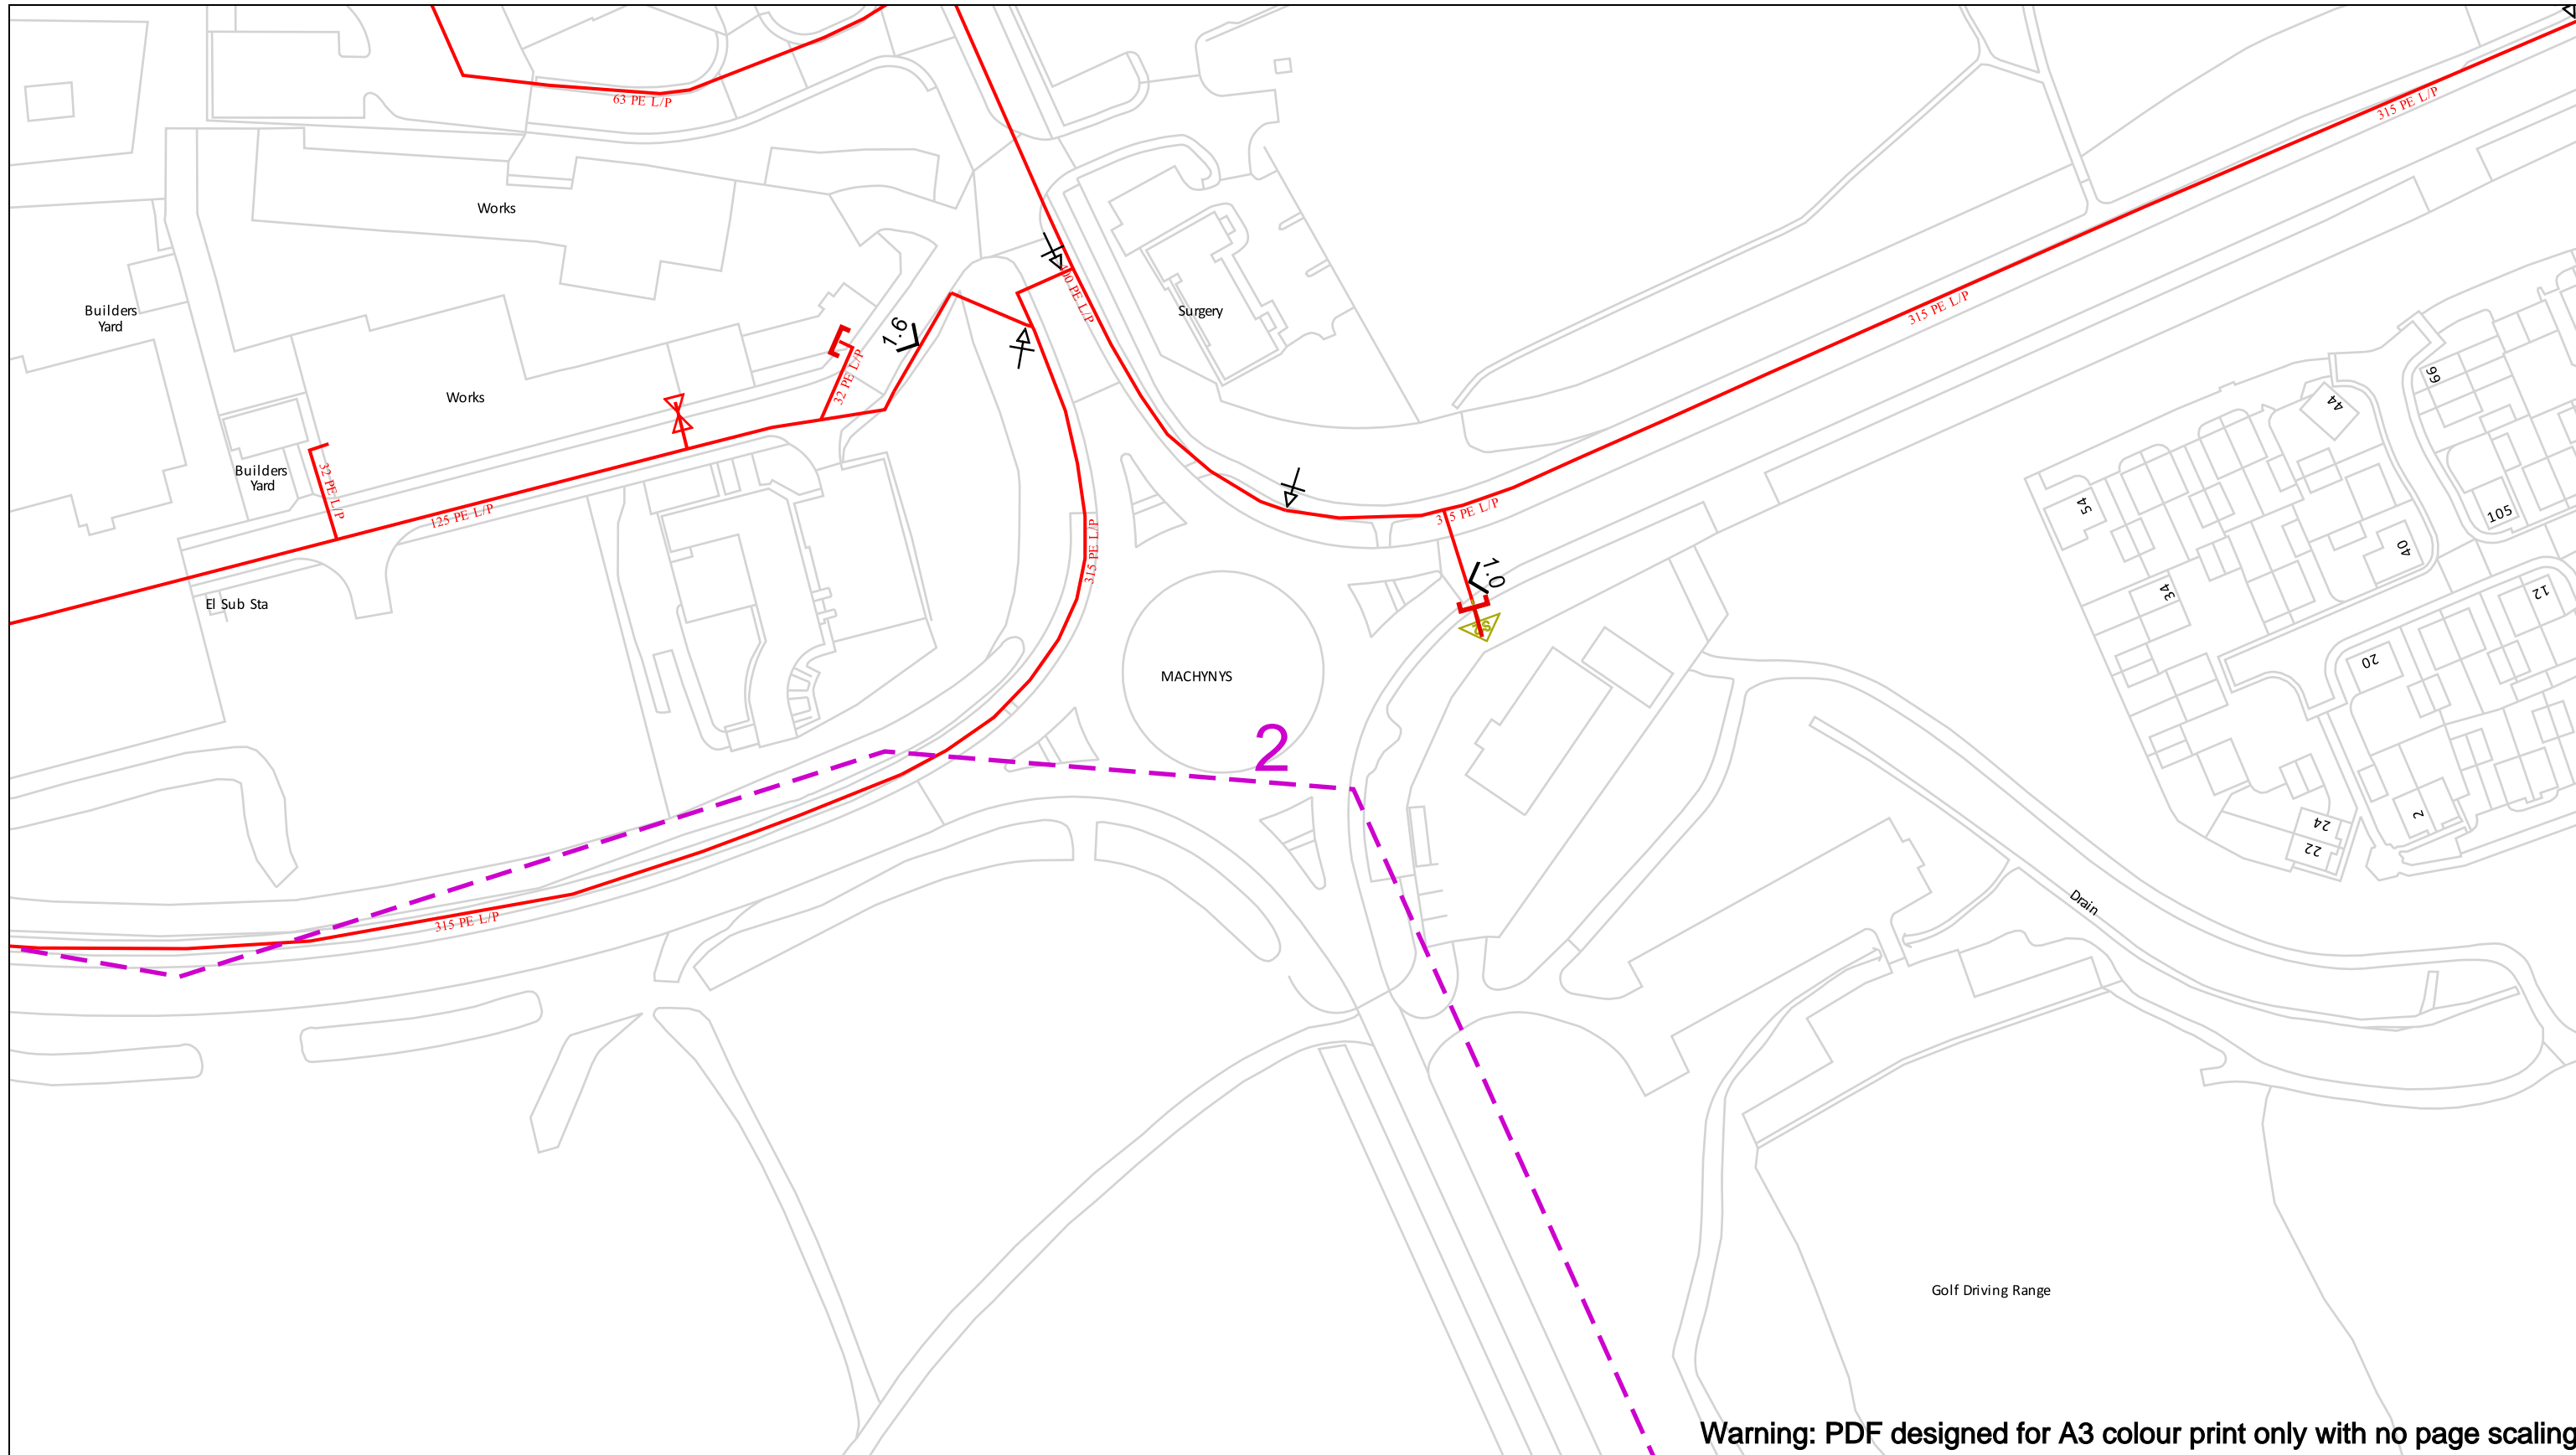 63 PE L/P
315 PE L/P
Works
Builders
Yard
Surgery
1.6
PE L/P
315 PE L/P
32 PE L/P
Works
66
44
Builders
Yard
32 PE L/P
125 PE L/P
315 PE L/P
54
105
40
315 PE L/P
1.0
El Sub Sta
34
12
20
MACHYNYS
2
2
24
22
Drain
315 PE L/P
Golf Driving Range
Warning: PDF designed for A3 colour print only with no page scaling